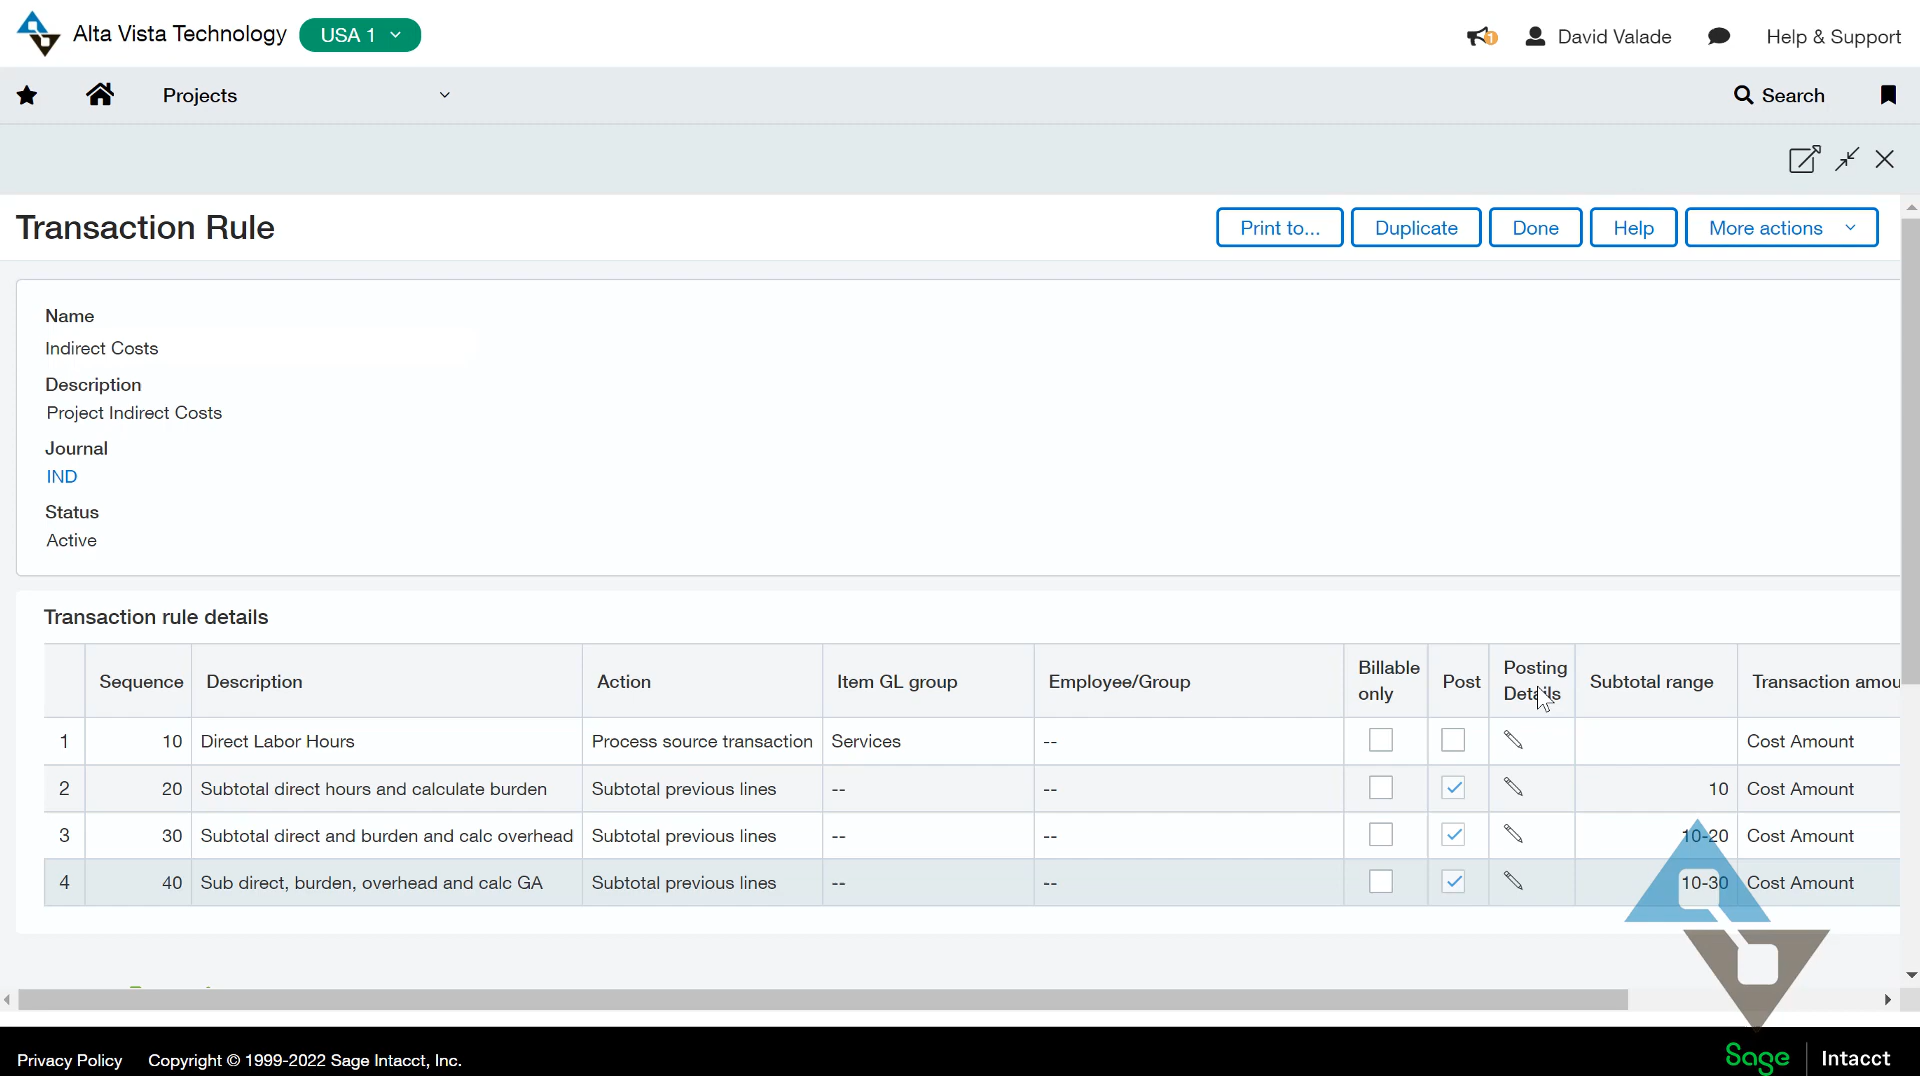 Alta Vista Technology USA 1 1 David Valade Help & Support
Projects Search
Transaction Rule Print to... Duplicate Done Help More actions
Name
Indirect Costs
Description
Project Indirect Costs
Journal
IND
Status
Active
Transaction rule details
Sequence Description Action Item GL group Employee/Group Billable only Post Posting Details Subtotal range Transaction amou
1 10 Direct Labor Hours Process source transaction Services -- Cost Amount
2 20 Subtotal direct hours and calculate burden Subtotal previous lines -- -- 10 Cost Amount
3 30 Subtotal direct and burden and calc overhead Subtotal previous lines -- -- 10-20 Cost Amount
4 40 Sub direct, burden, overhead and calc GA Subtotal previous lines -- -- 10-30 Cost Amount
Privacy Policy Copyright © 1999-2022 Sage Intacct, Inc. Sage Intacct